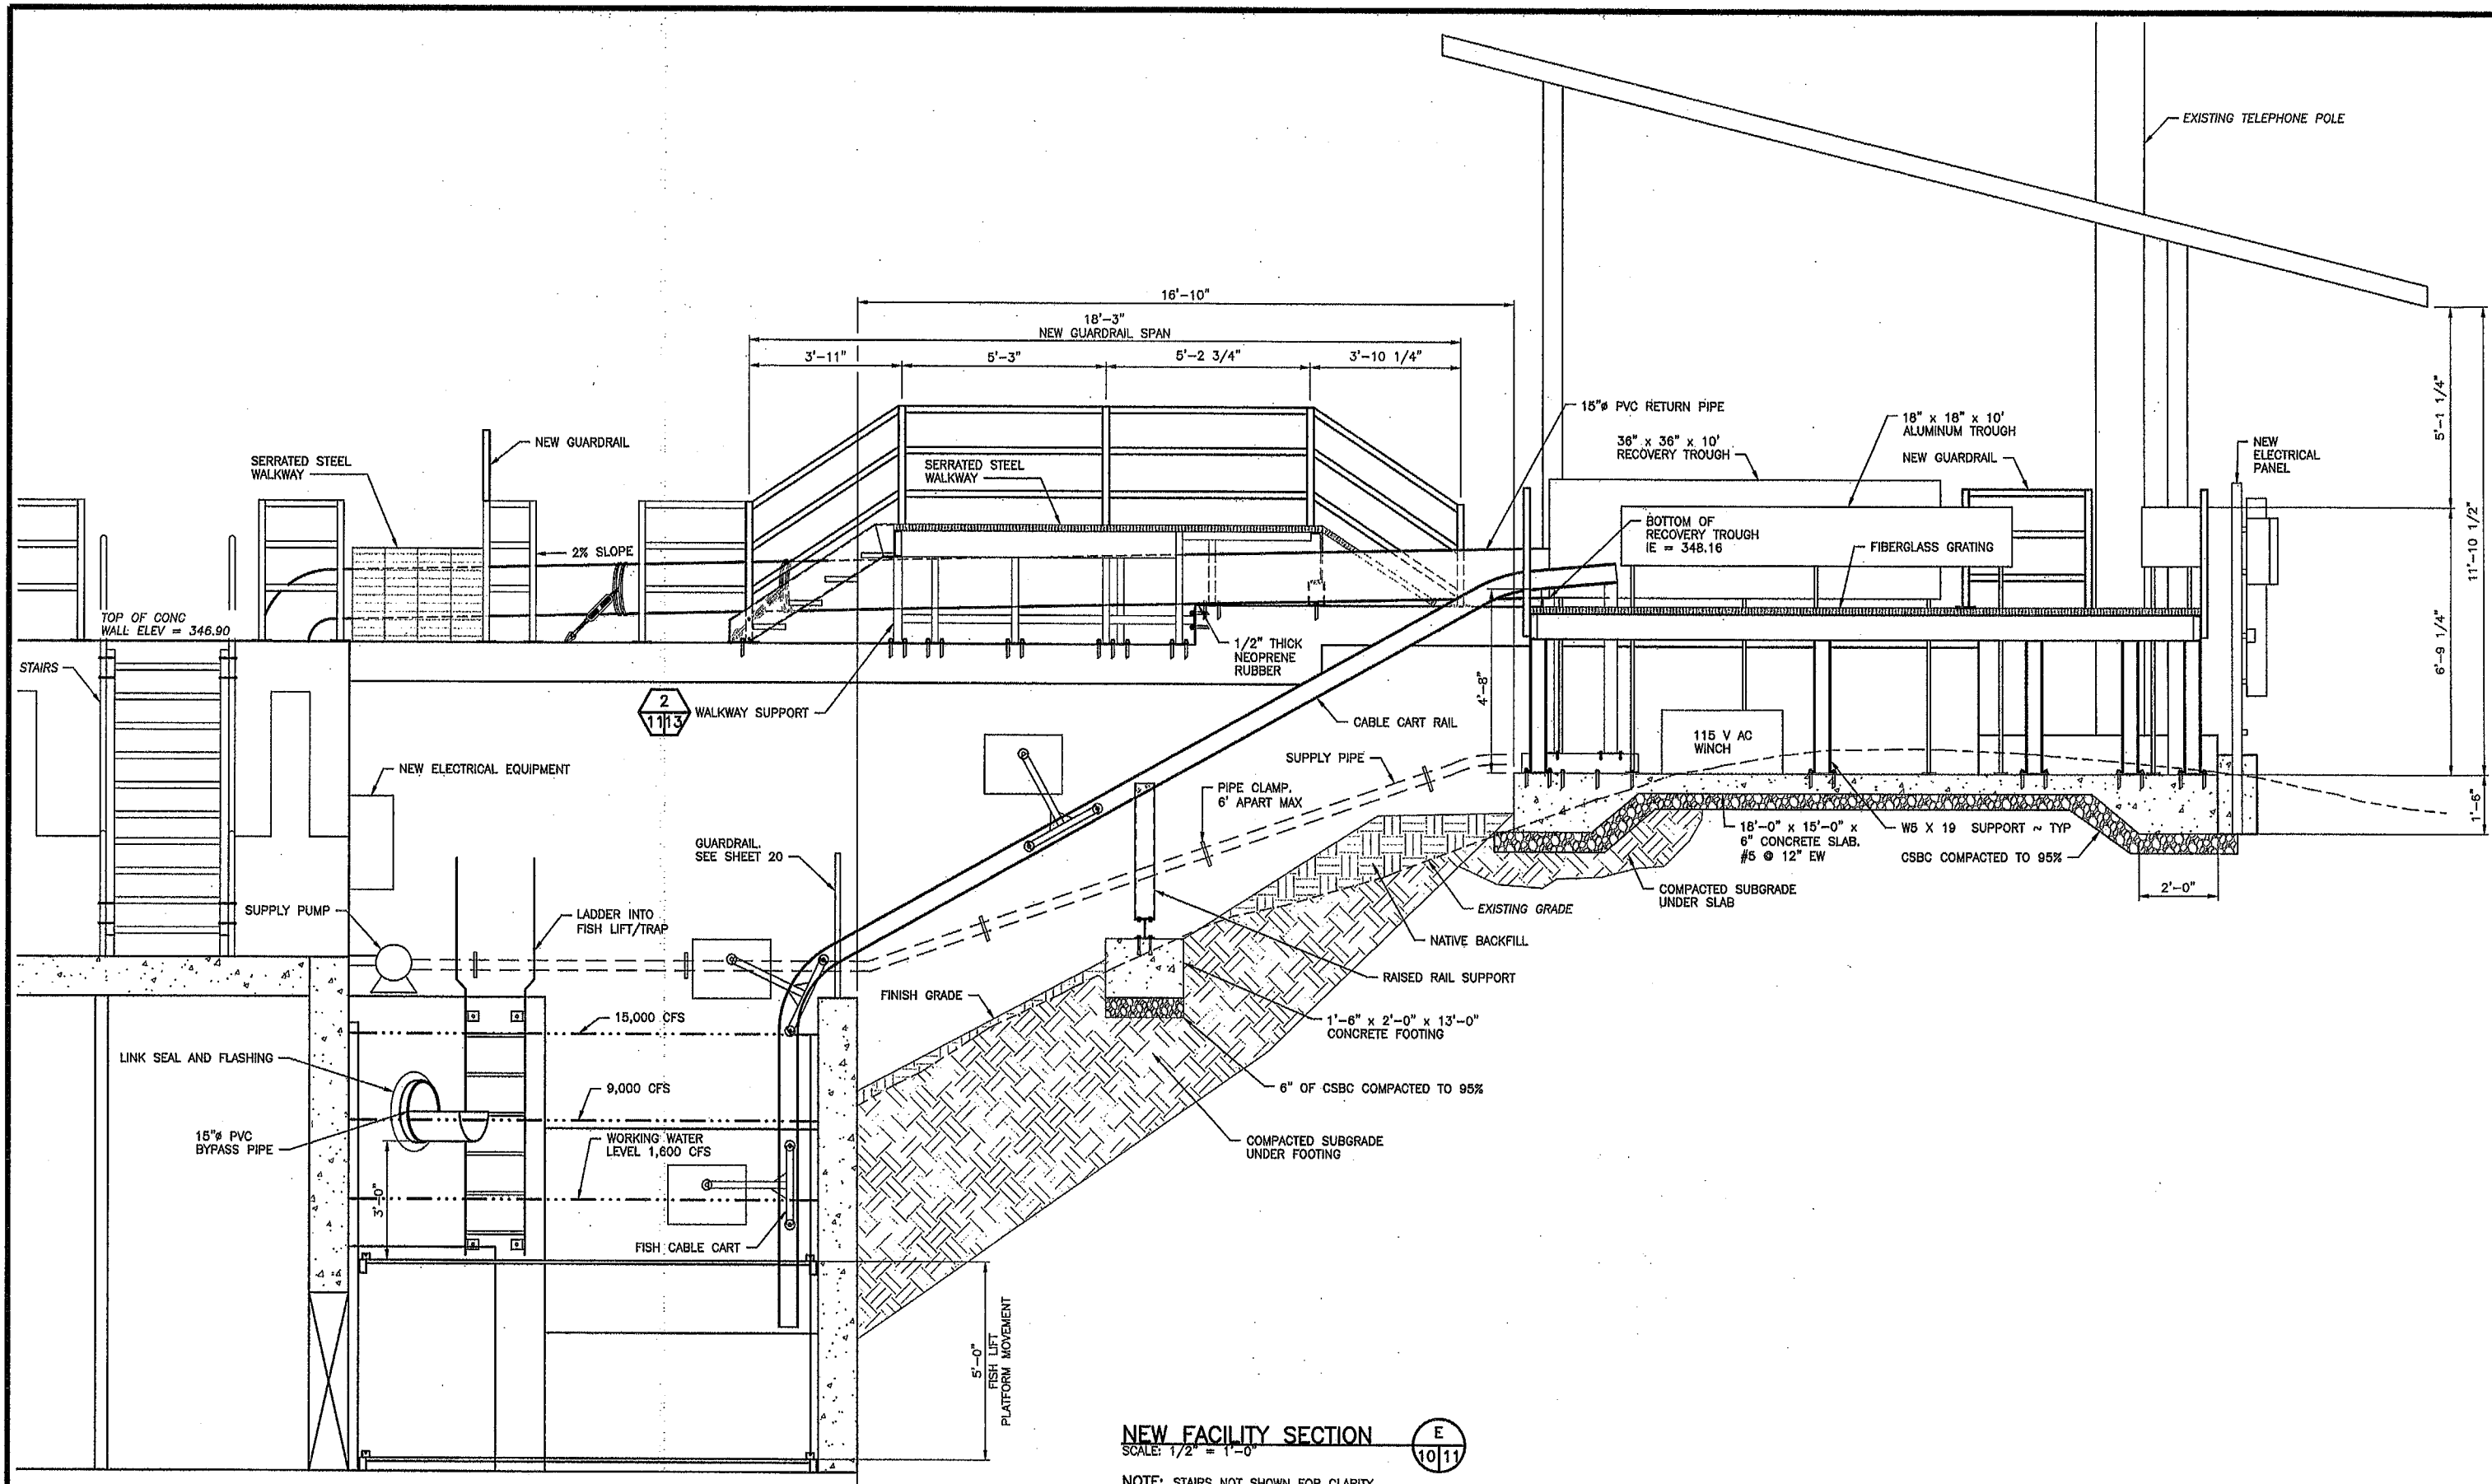 EXISTING TELEPHONE POLE
16'-10"
18'-3"
NEW GUARDRAIL SPAN
3'-11"
5'-3"
5'-2 3/4"
3'-10 1/4"
5'-1 1/4"
11'-10 1/2"
6'-9 1/4"
1'-6"
15"ø PVC RETURN PIPE
36" x 36" x 10'
RECOVERY TROUGH
18" x 18" x 10'
ALUMINUM TROUGH
NEW GUARDRAIL
NEW
ELECTRICAL
PANEL
NEW GUARDRAIL
SERRATED STEEL
WALKWAY
SERRATED STEEL
WALKWAY
2% SLOPE
BOTTOM OF
RECOVERY TROUGH
IE = 348.16
FIBERGLASS GRATING
TOP OF CONC
WALL ELEV = 346.90
STAIRS
1/2" THICK
NEOPRENE
RUBBER
2
11 13
WALKWAY SUPPORT
4'-8"
CABLE CART RAIL
115 V AC
WINCH
NEW ELECTRICAL EQUIPMENT
SUPPLY PIPE
PIPE CLAMP.
6' APART MAX
GUARDRAIL.
SEE SHEET 20
18'-0" x 15'-0" x
6" CONCRETE SLAB.
#5 @ 12" EW
W5 X 19 SUPPORT ~ TYP
CSBC COMPACTED TO 95%
2'-0"
COMPACTED SUBGRADE
UNDER SLAB
EXISTING GRADE
NATIVE BACKFILL
RAISED RAIL SUPPORT
SUPPLY PUMP
LADDER INTO
FISH LIFT/TRAP
FINISH GRADE
15,000 CFS
1'-6" x 2'-0" x 13'-0"
CONCRETE FOOTING
LINK SEAL AND FLASHING
9,000 CFS
6" OF CSBC COMPACTED TO 95%
15"ø PVC
BYPASS PIPE
WORKING WATER
LEVEL 1,600 CFS
COMPACTED SUBGRADE
UNDER FOOTING
3'-0"
FISH CABLE CART
5'-0"
FISH LIFT
PLATFORM MOVEMENT
NEW FACILITY SECTION
SCALE: 1/2" = 1'-0"
E
10 11
NOTE: STAIRS NOT SHOWN FOR CLARITY